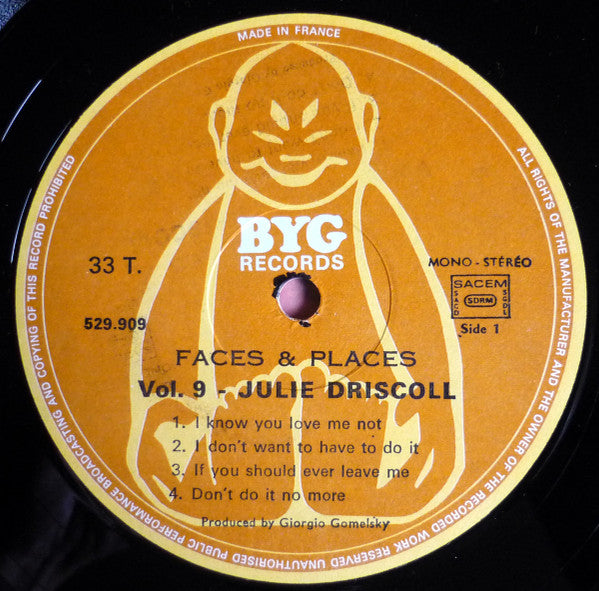 MADE IN FRANCE
ALL RIGHTS OF THE MANUFACTURER AND THE OWNER OF THE RECORDED WORK RESERVED UNAUTHORISED PUBLIC PERFORMANCE BROADCASTING AND COPYING OF THIS RECORD PROHIBITED
BYG
RECORDS
33 T.
MONO - STÉRÉO
SACEM
SACD SDRM SGDL
529.909
Side 1
FACES & PLACES
Vol. 9 - JULIE DRISCOLL
1. I know you love me not
2. I don't want to have to do it
3. If you should ever leave me
4. Don't do it no more
Produced by Giorgio Gomelsky